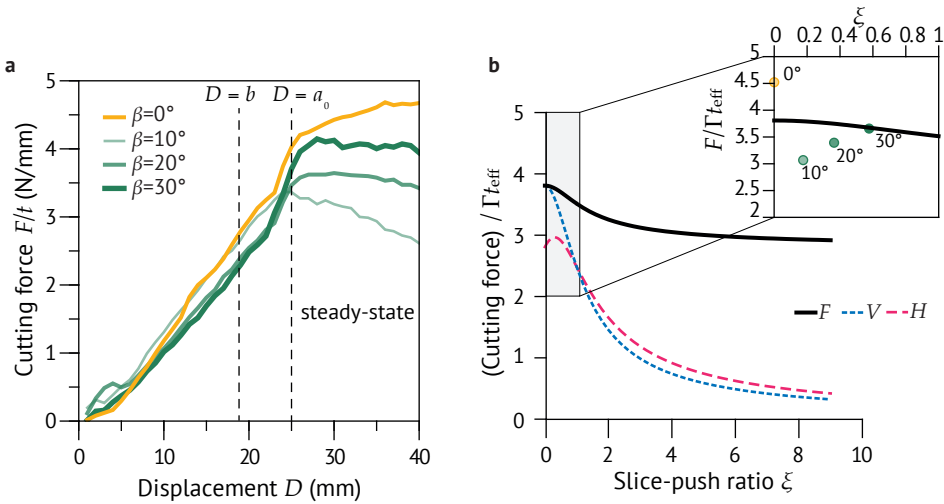 a
Cutting force F/t (N/mm)
5
4
3
2
1
0
0
10
20
30
40
Displacement D (mm)
β=0°
β=10°
β=20°
β=30°
D = b
D = a₀
steady-state
b
(Cutting force) / Γt_eff
5
4
3
2
1
0
0
2
4
6
8
10
Slice-push ratio ξ
F
V
H
ξ
0
0.2
0.4
0.6
0.8
1
F/Γt_eff
5
4.5
4
3.5
3
2.5
2
0°
10°
20°
30°